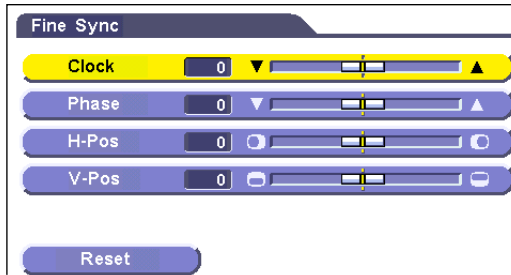 Fine Sync
Clock 0
Phase 0
H-Pos 0
V-Pos 0
Reset